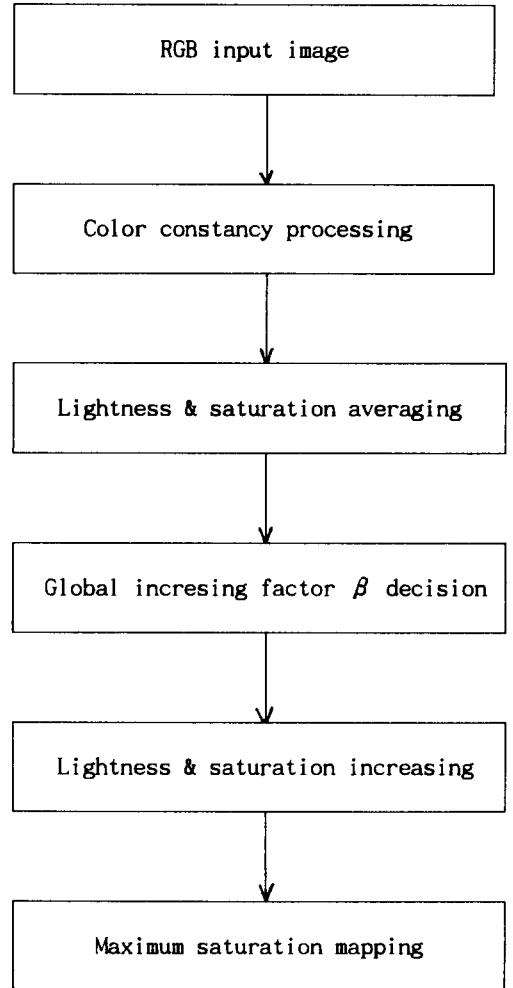 RGB input image
Color constancy processing
Lightness & saturation averaging
Global incresing factor β decision
Lightness & saturation increasing
Maximum saturation mapping